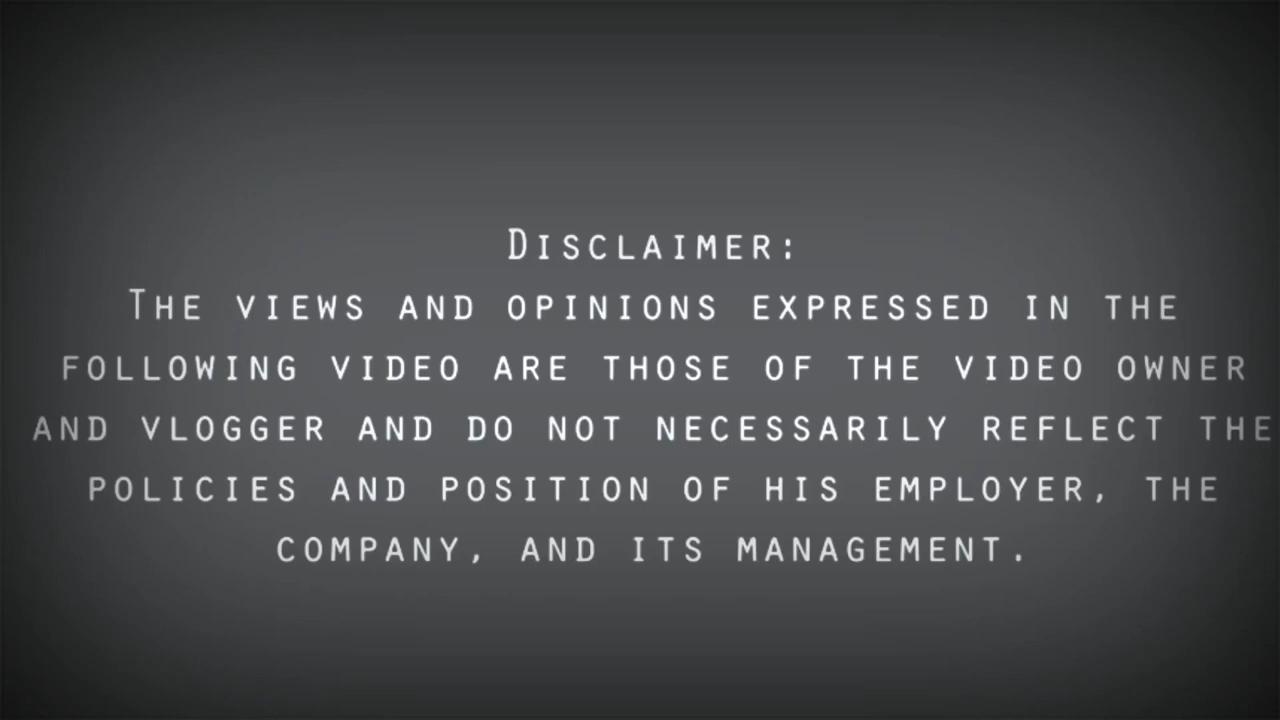 Disclaimer:
The views and opinions expressed in the
following video are those of the video owner
and vlogger and do not necessarily reflect the
policies and position of his employer, the
company, and its management.